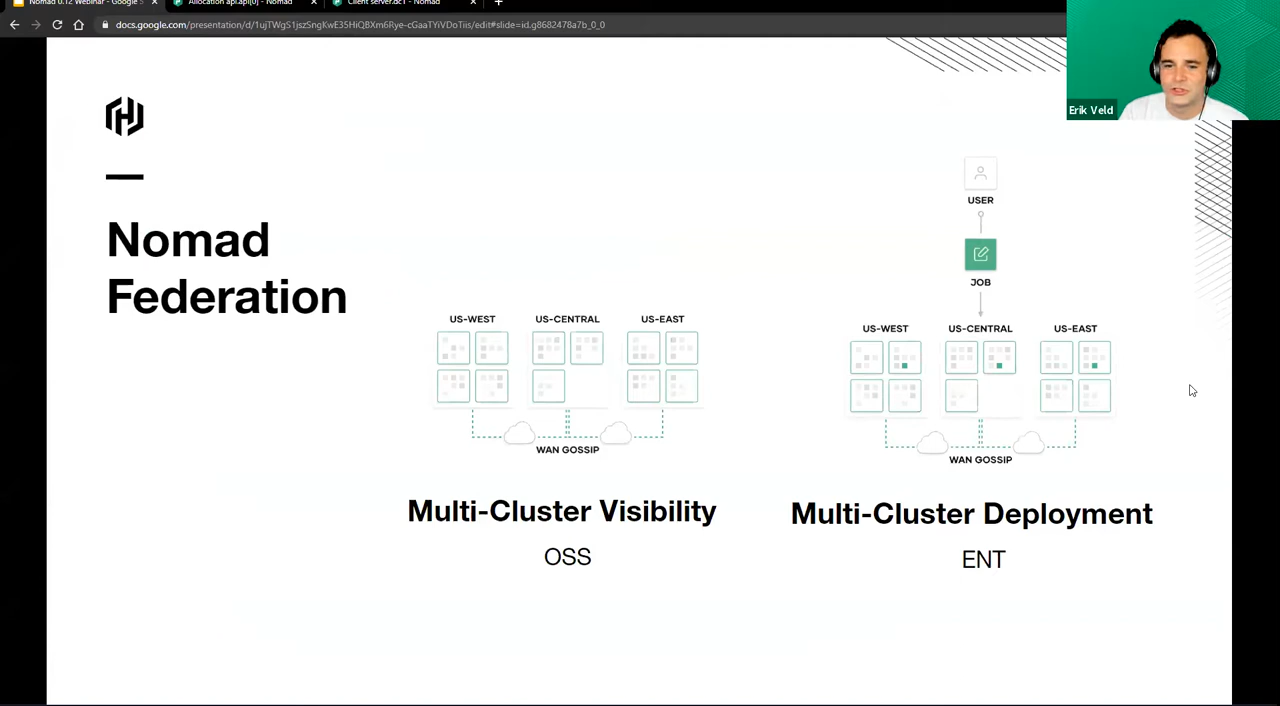 Nomad 0.12 Webinar - Google S
Allocation api.api[0] - Nomad
Client server.dc1 - Nomad
docs.google.com/presentation/d/1ujTWgS1jszSngKwE35HiQBXm6Rye-cGaaTYiVDoTiis/edit#slide=id.g8682478a7b_0_0
Erik Veld
Nomad
Federation
US-WEST US-CENTRAL US-EAST
WAN GOSSIP
Multi-Cluster Visibility
OSS
USER
JOB
US-WEST US-CENTRAL US-EAST
WAN GOSSIP
Multi-Cluster Deployment
ENT